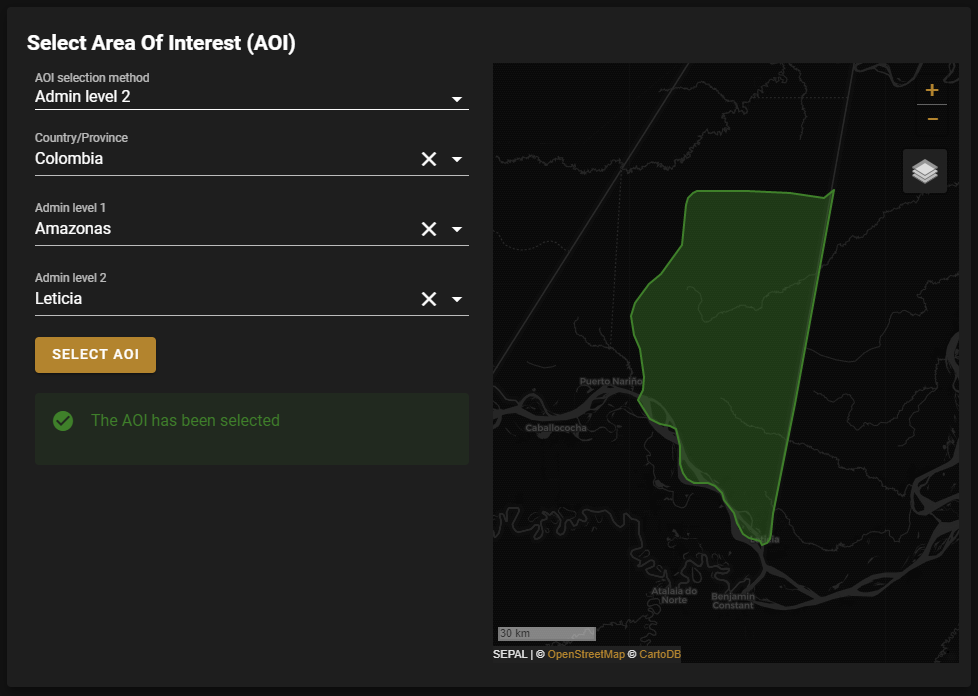 Select Area Of Interest (AOI)
AOI selection method
Admin level 2
Country/Province
Colombia
Admin level 1
Amazonas
Admin level 2
Leticia
SELECT AOI
The AOI has been selected
+
−
Puerto Nariño
Caballococha
Leticia
Atalaia do
Norte
Benjamin
Constant
30 km
SEPAL | © OpenStreetMap © CartoDB